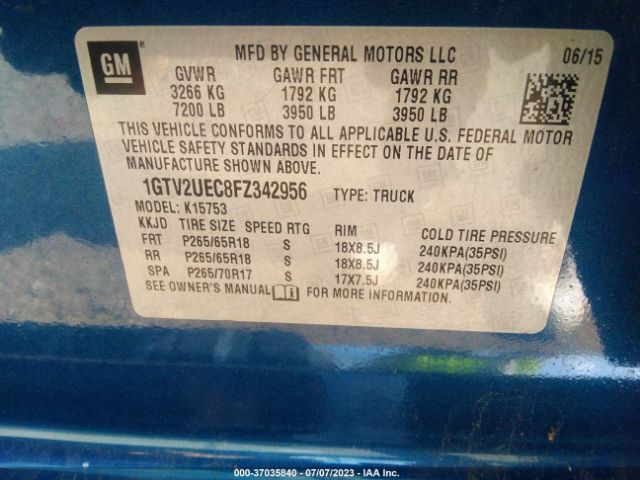 GM
MFD BY GENERAL MOTORS LLC 06/15
GVWR GAWR FRT GAWR RR
3266 KG 1792 KG 1792 KG
7200 LB 3950 LB 3950 LB
THIS VEHICLE CONFORMS TO ALL APPLICABLE U.S. FEDERAL MOTOR
VEHICLE SAFETY STANDARDS IN EFFECT ON THE DATE OF
MANUFACTURE SHOWN ABOVE.
1GTV2UEC8FZ342956 TYPE: TRUCK
MODEL: K15753
KKJD TIRE SIZE SPEED RTG RIM COLD TIRE PRESSURE
FRT P265/65R18 S 18X8.5J 240KPA(35PSI)
RR P265/65R18 S 18X8.5J 240KPA(35PSI)
SPA P265/70R17 S 17X7.5J 240KPA(35PSI)
SEE OWNER'S MANUAL FOR MORE INFORMATION.
000-37035840 - 07/07/2023 - IAA Inc.